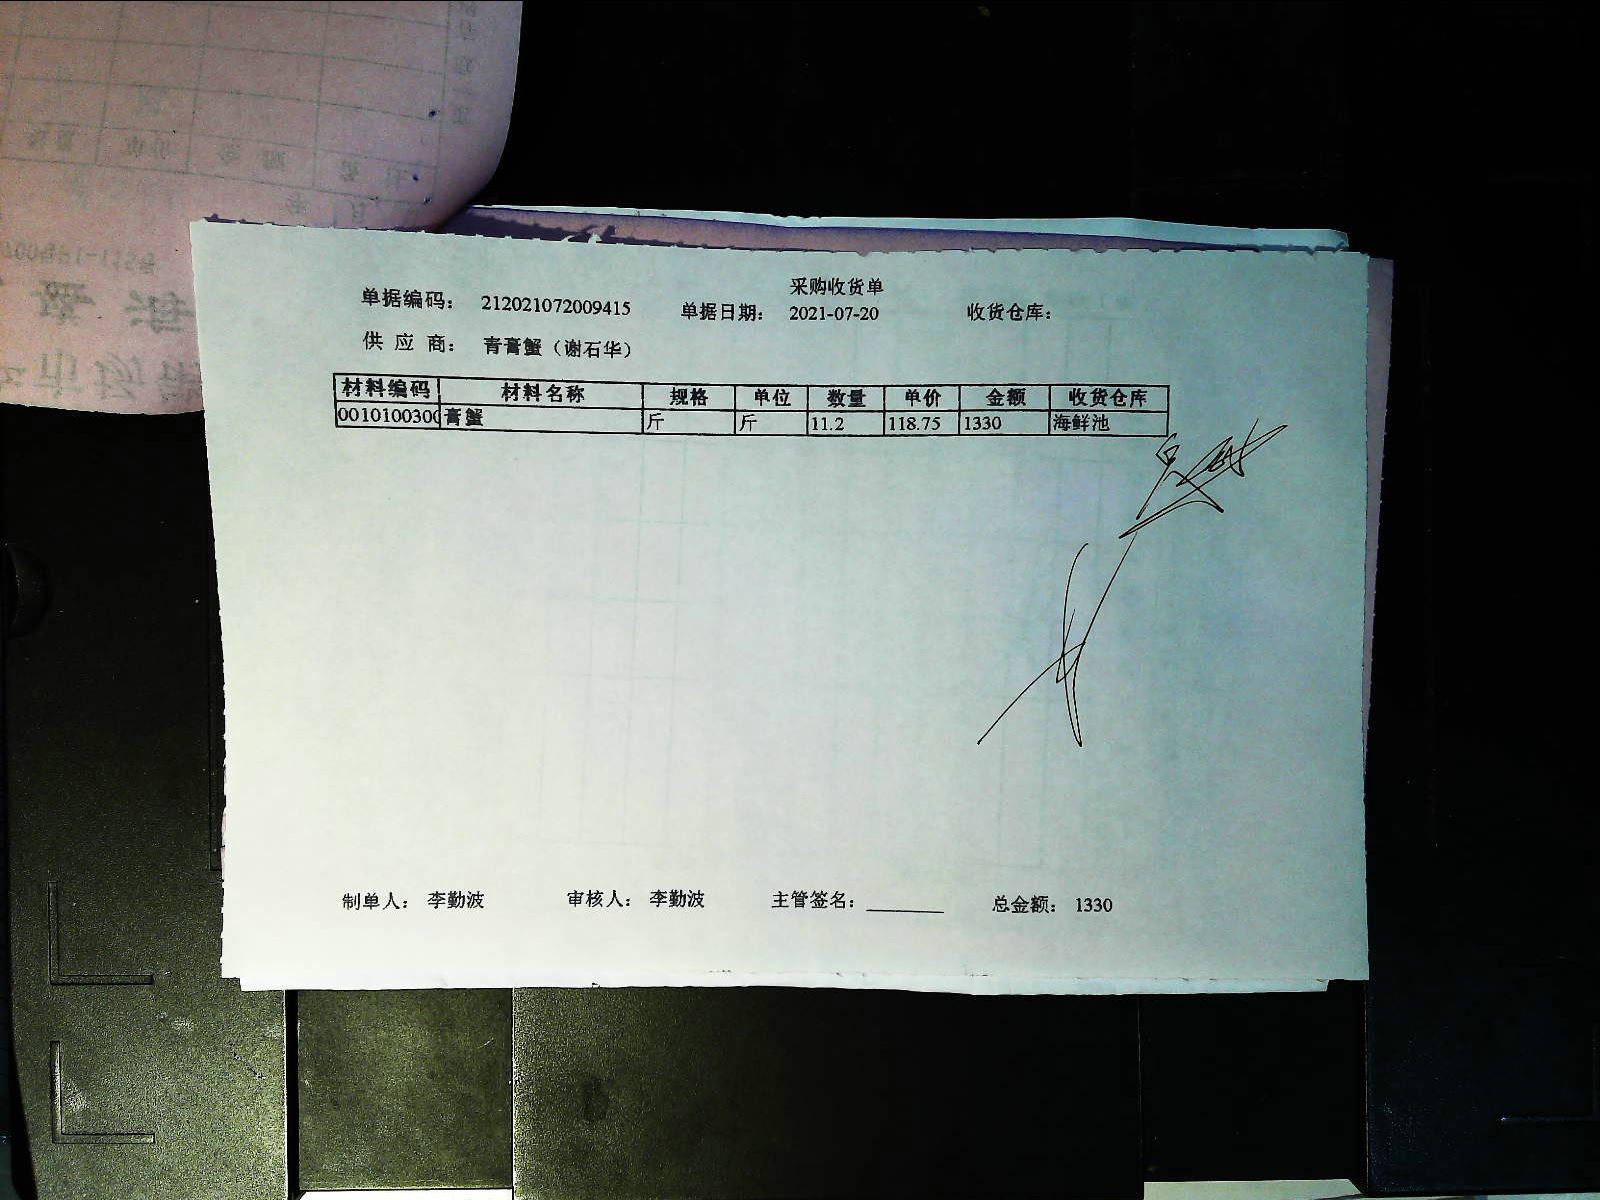 采购收货单
单据编码： 212021072009415 单据日期： 2021-07-20 收货仓库：
供 应 商： 青膏蟹（谢石华）
材料编码 材料名称 规格 单位 数量 单价 金额 收货仓库
0010100300 膏蟹 斤 斤 11.2 118.75 1330 海鲜池
制单人： 李勤波 审核人： 李勤波 主管签名： 总金额： 1330